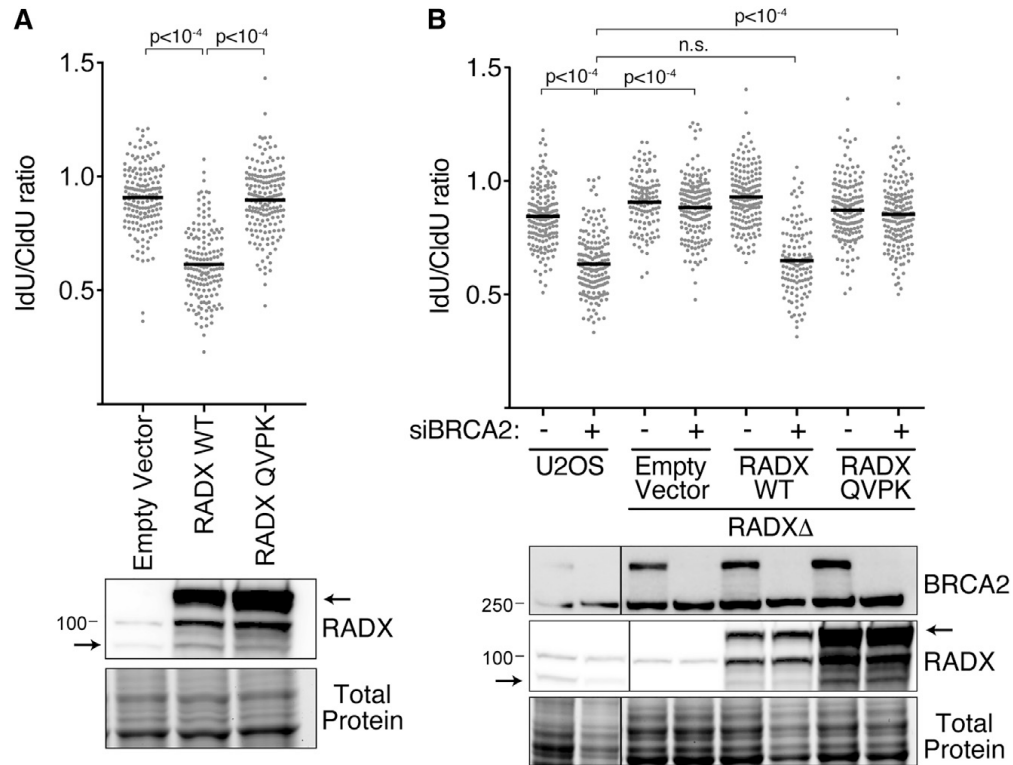 A
p<10-4 p<10-4
IdU/CldU ratio
1.5
1.0
0.5
Empty Vector
RADX WT
RADX QVPK
100
RADX
Total
Protein
B
p<10-4
n.s.
p<10-4 p<10-4
IdU/CldU ratio
1.5
1.0
0.5
siBRCA2: - + - + - + - +
U2OS Empty Vector RADX WT RADX QVPK
RADXΔ
250
BRCA2
100
RADX
Total
Protein